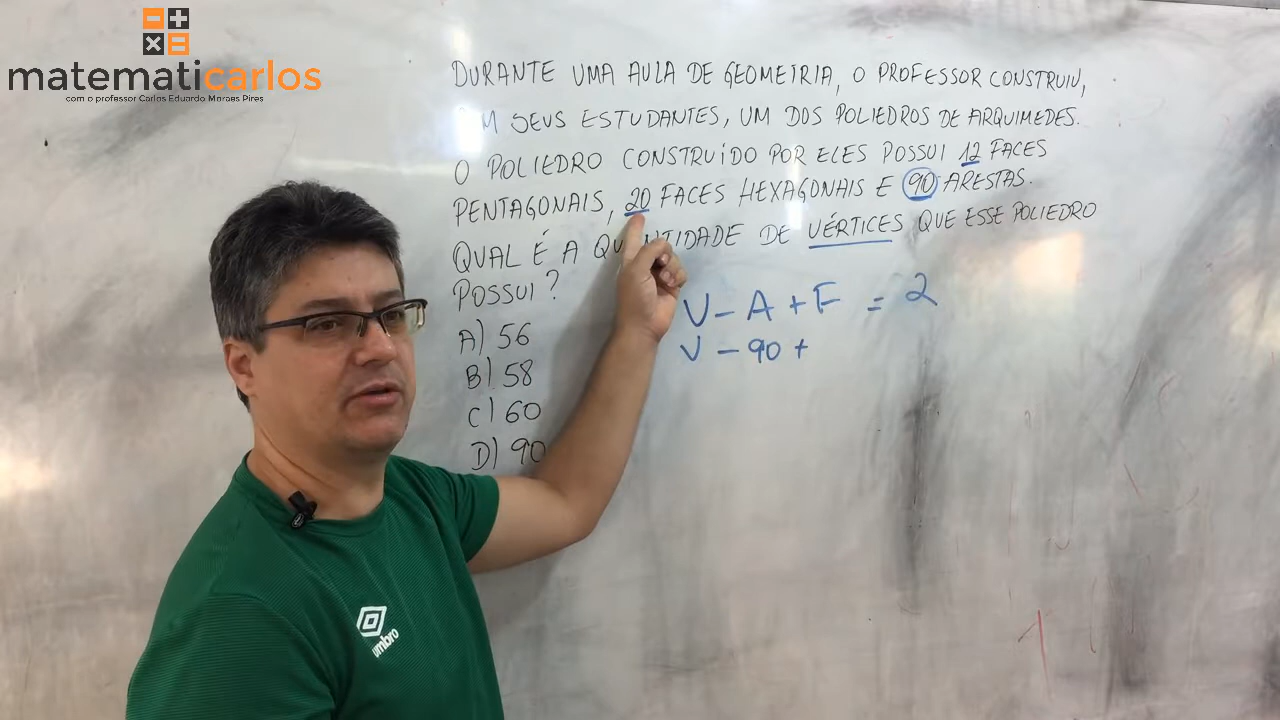 matematicarlos
com o professor Carlos Eduardo Moraes Pires
DURANTE UMA AULA DE GEOMETRIA, O PROFESSOR CONSTRUIU,
M SEUS ESTUDANTES, UM DOS POLIEDROS DE ARQUIMEDES.
O POLIEDRO CONSTRUÍDO POR ELES POSSUI 12 FACES
PENTAGONAIS, 20 FACES HEXAGONAIS E 90 ARESTAS.
QUAL É A QUANTIDADE DE VÉRTICES QUE ESSE POLIEDRO
POSSUI?
A) 56
B) 58
C) 60
D) 90
V - A + F = 2
V - 90 +
umbro